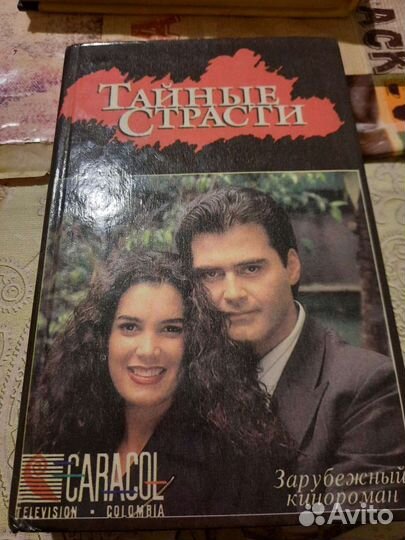 ТАЙНЫЕ
СТРАСТИ
CARACOL
TELEVISION • COLOMBIA
Зарубежный
кинороман
Avito